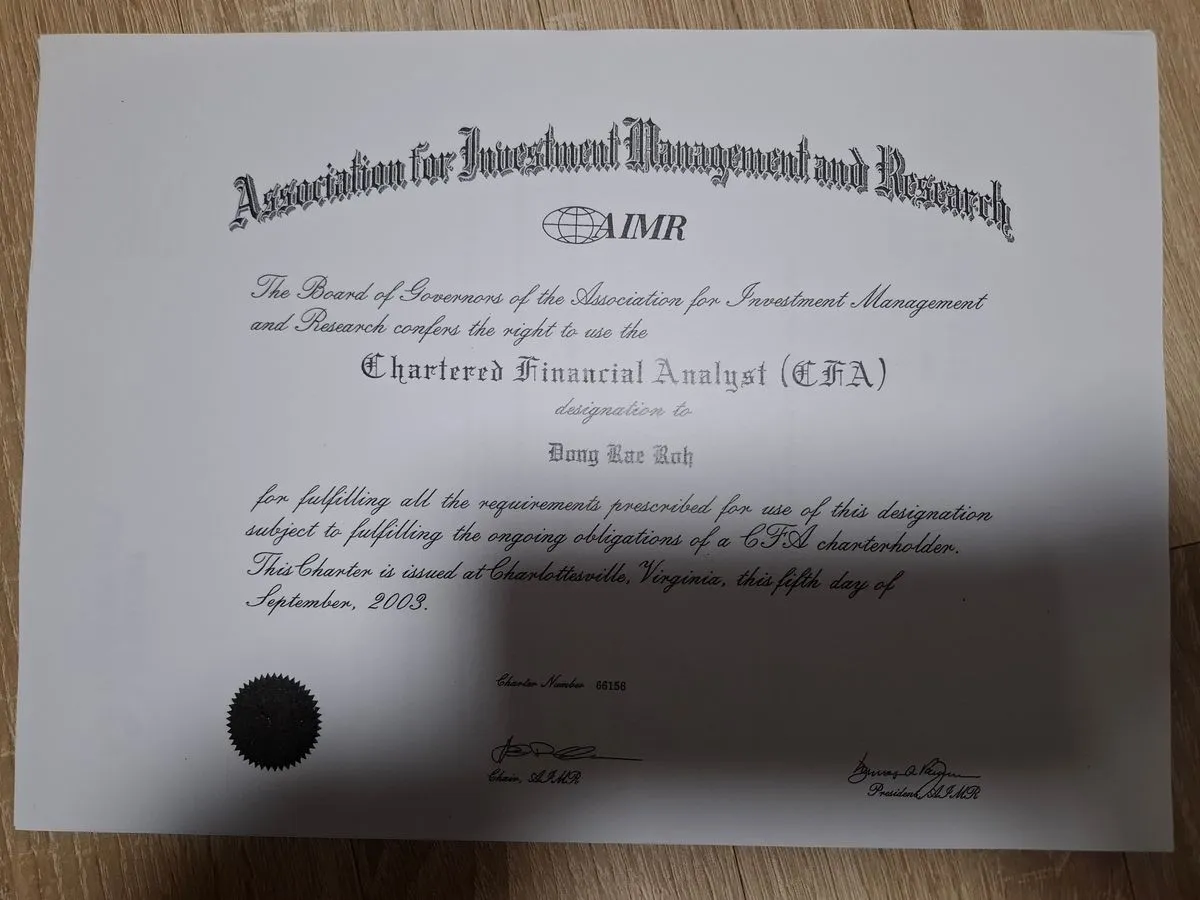 Association for Investment Management and Research
AIMR
The Board of Governors of the Association for Investment Management
and Research confers the right to use the
Chartered Financial Analyst (CFA)
designation to
Dong Rae Roh
for fulfilling all the requirements prescribed for use of this designation
subject to fulfilling the ongoing obligations of a CFA charterholder.
This Charter is issued at Charlottesville, Virginia, this fifth day of
September, 2003.
Charter Number 66156
Chair, AIMR
President, AIMR